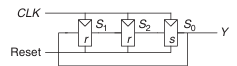 CLK
S1 S2 S0
r r s Y
Reset